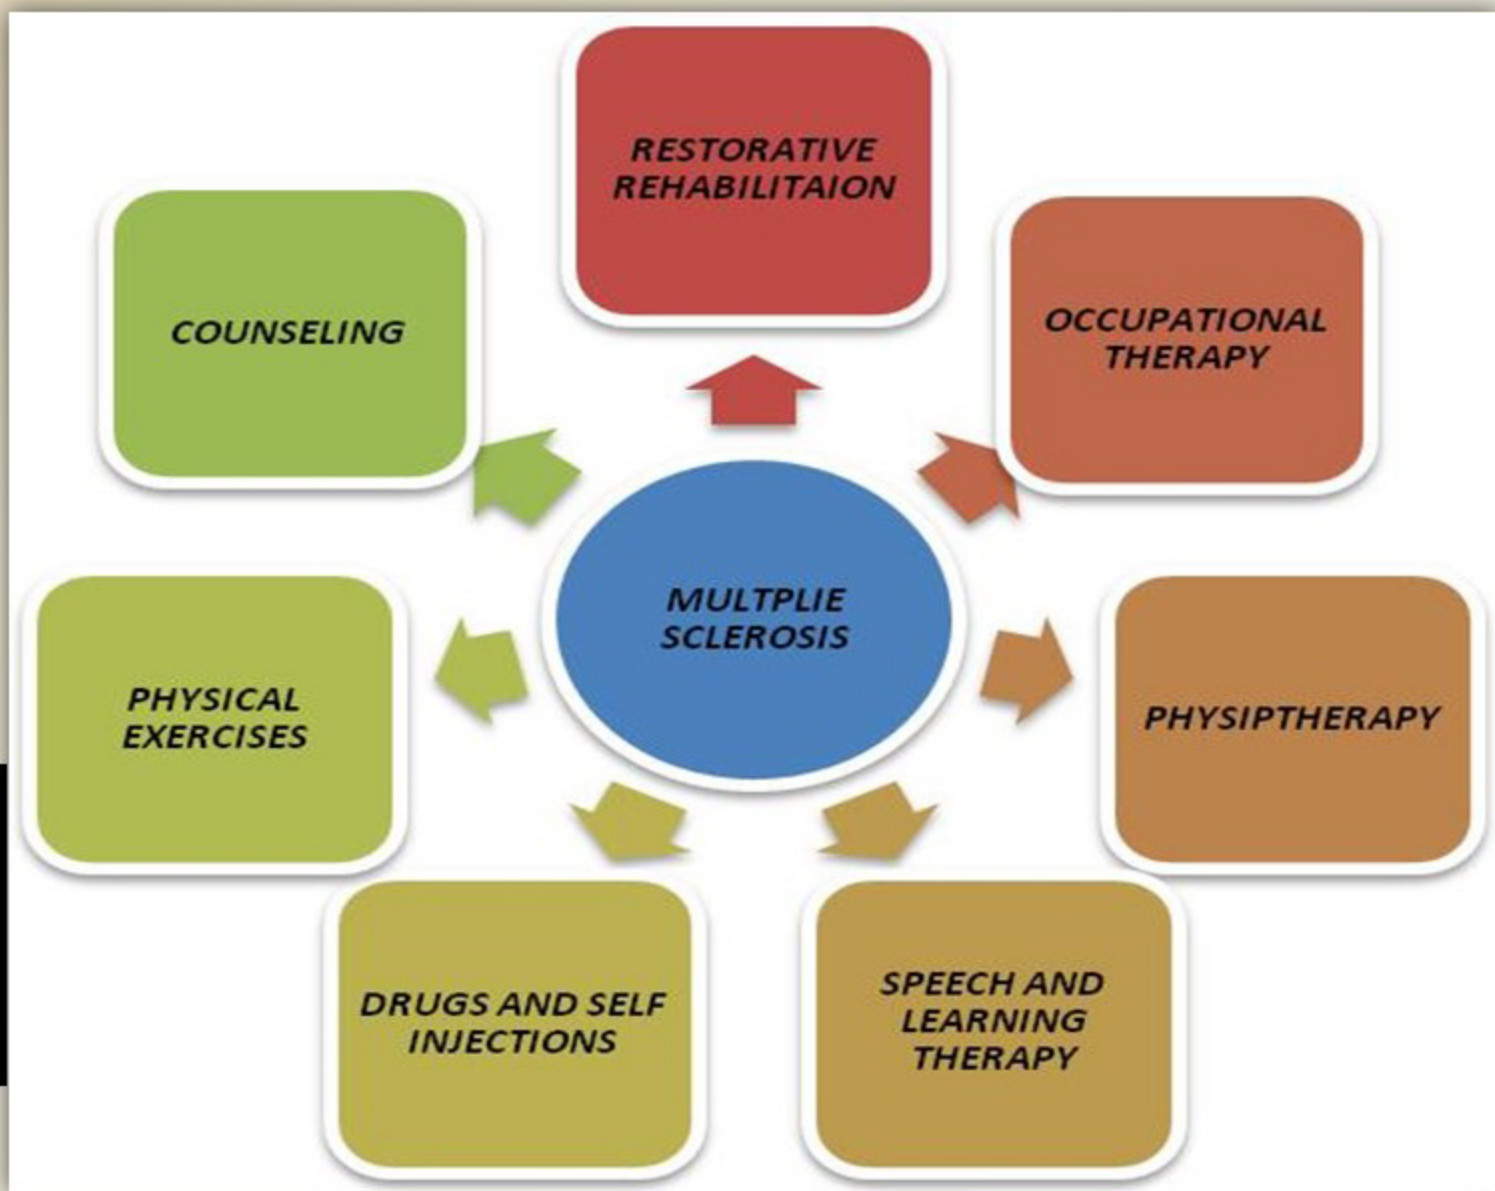 RESTORATIVE
REHABILITAION
OCCUPATIONAL
THERAPY
PHYSIPTHERAPY
SPEECH AND
LEARNING
THERAPY
DRUGS AND SELF
INJECTIONS
PHYSICAL
EXERCISES
COUNSELING
MULTPLIE
SCLEROSIS